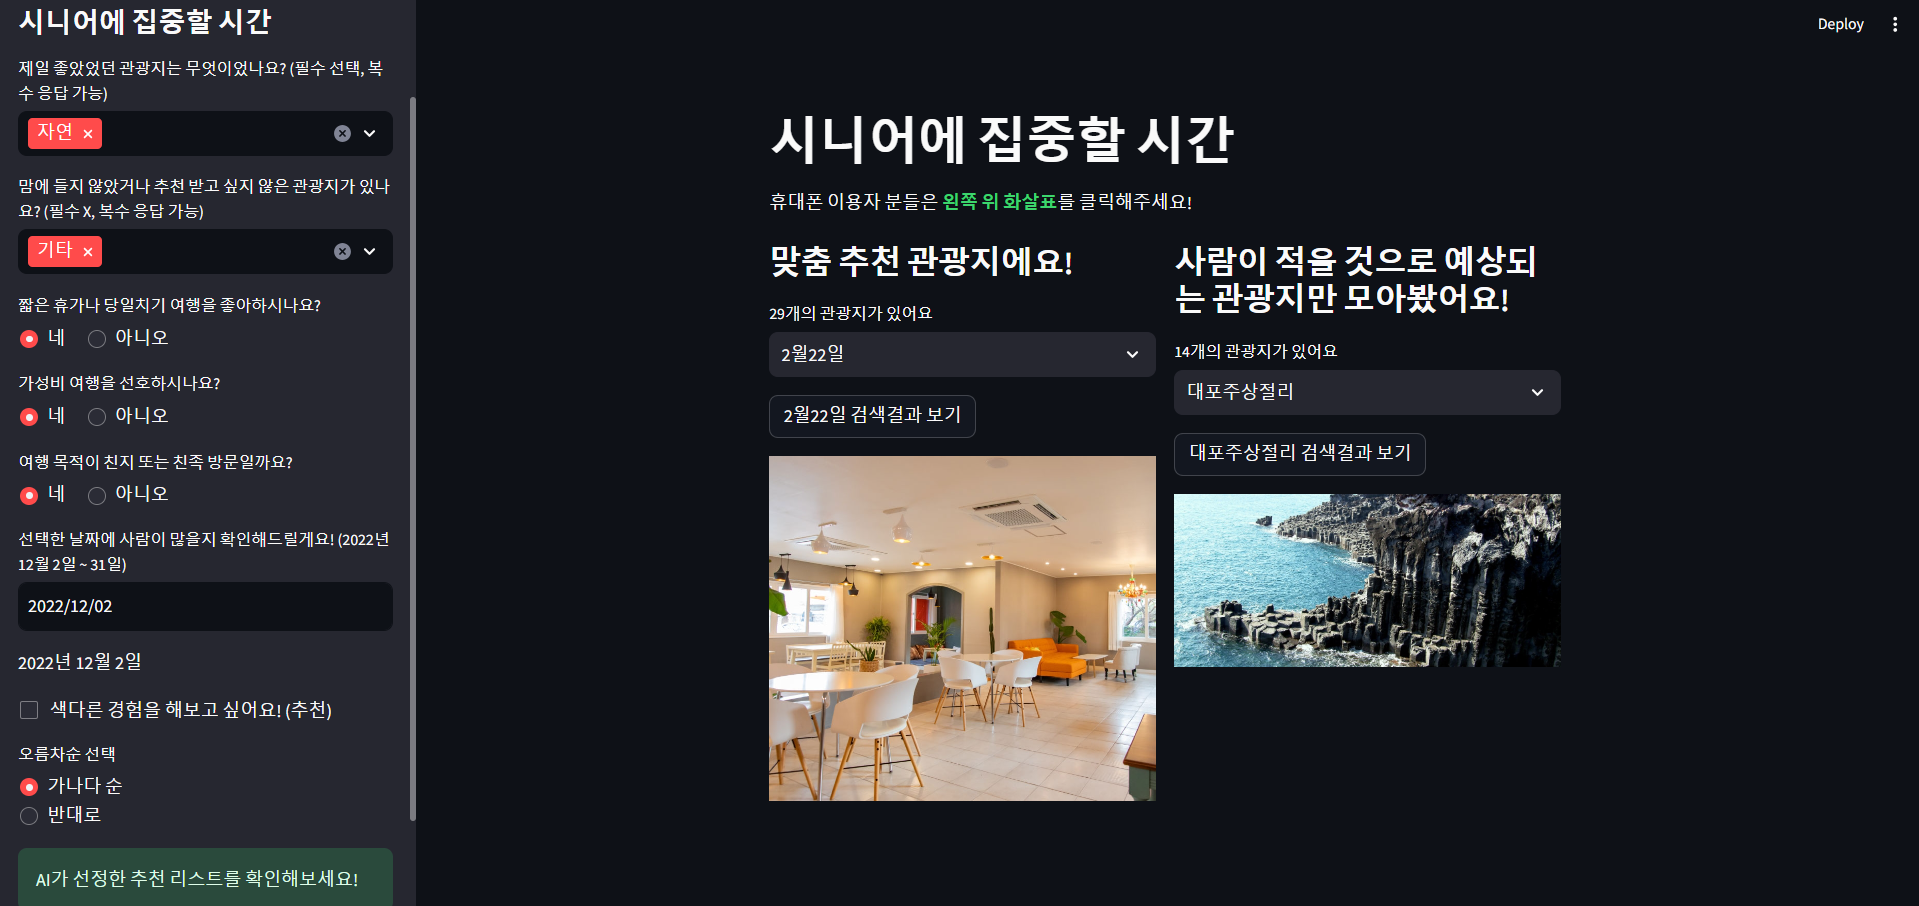 시니어에 집중할 시간
제일 좋았었던 관광지는 무엇이었나요? (필수 선택, 복
수 응답 가능)
자연
맘에 들지 않았거나 추천 받고 싶지 않은 관광지가 있나
요? (필수 X, 복수 응답 가능)
기타
짧은 휴가나 당일치기 여행을 좋아하시나요?
네 아니오
가성비 여행을 선호하시나요?
네 아니오
여행 목적이 친지 또는 친족 방문일까요?
네 아니오
선택한 날짜에 사람이 많을지 확인해드릴게요! (2022년
12월 2일 ~ 31일)
2022/12/02
2022년 12월 2일
색다른 경험을 해보고 싶어요! (추천)
오름차순 선택
가나다 순
반대로
AI가 선정한 추천 리스트를 확인해보세요!
Deploy
시니어에 집중할 시간
휴대폰 이용자 분들은 왼쪽 위 화살표를 클릭해주세요!
맞춤 추천 관광지에요!
29개의 관광지가 있어요
2월22일
2월22일 검색결과 보기
사람이 적을 것으로 예상되
는 관광지만 모아봤어요!
14개의 관광지가 있어요
대포주상절리
대포주상절리 검색결과 보기